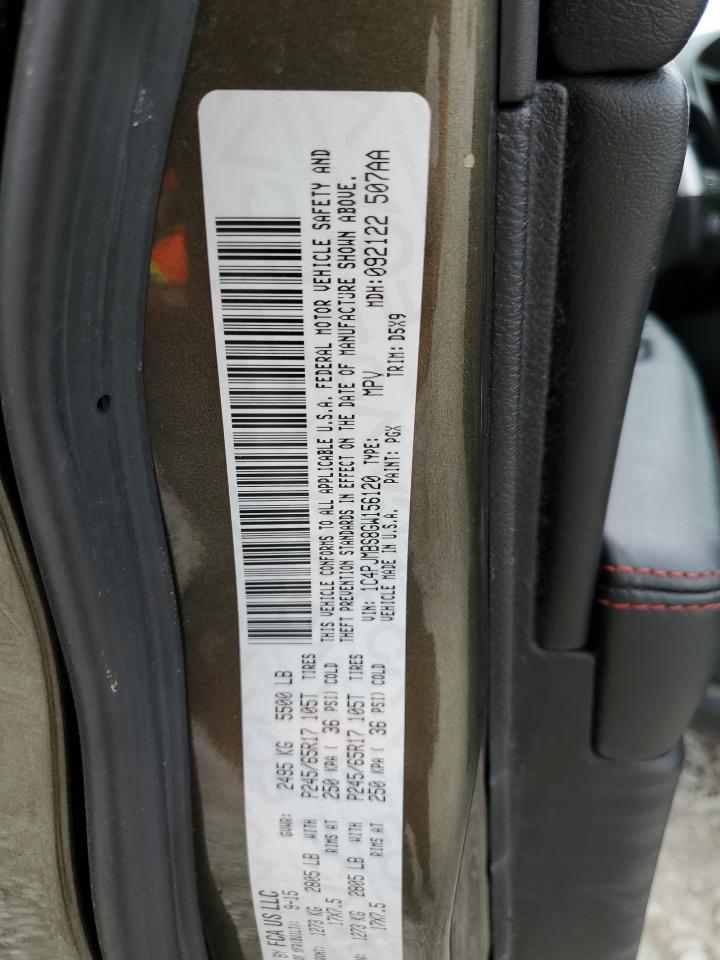 BY FCA US LLC
9-15 GVWR: 2495 KG 5500 LB
1273 KG 2805 LB WITH P245/65R17 105T TIRES
17X7.5 RIMS AT 250 KPA ( 36 PSI) COLD
1273 KG 2805 LB WITH P245/65R17 105T TIRES
17X7.5 RIMS AT 250 KPA ( 36 PSI) COLD
THIS VEHICLE CONFORMS TO ALL APPLICABLE U.S.A. FEDERAL MOTOR VEHICLE SAFETY AND
THEFT PREVENTION STANDARDS IN EFFECT ON THE DATE OF MANUFACTURE SHOWN ABOVE.
VIN: 1C4PJMBS8GW156120 TYPE: MPV MDH:092122 507AA
VEHICLE MADE IN U.S.A. PAINT: PGX TRIM: D5X9